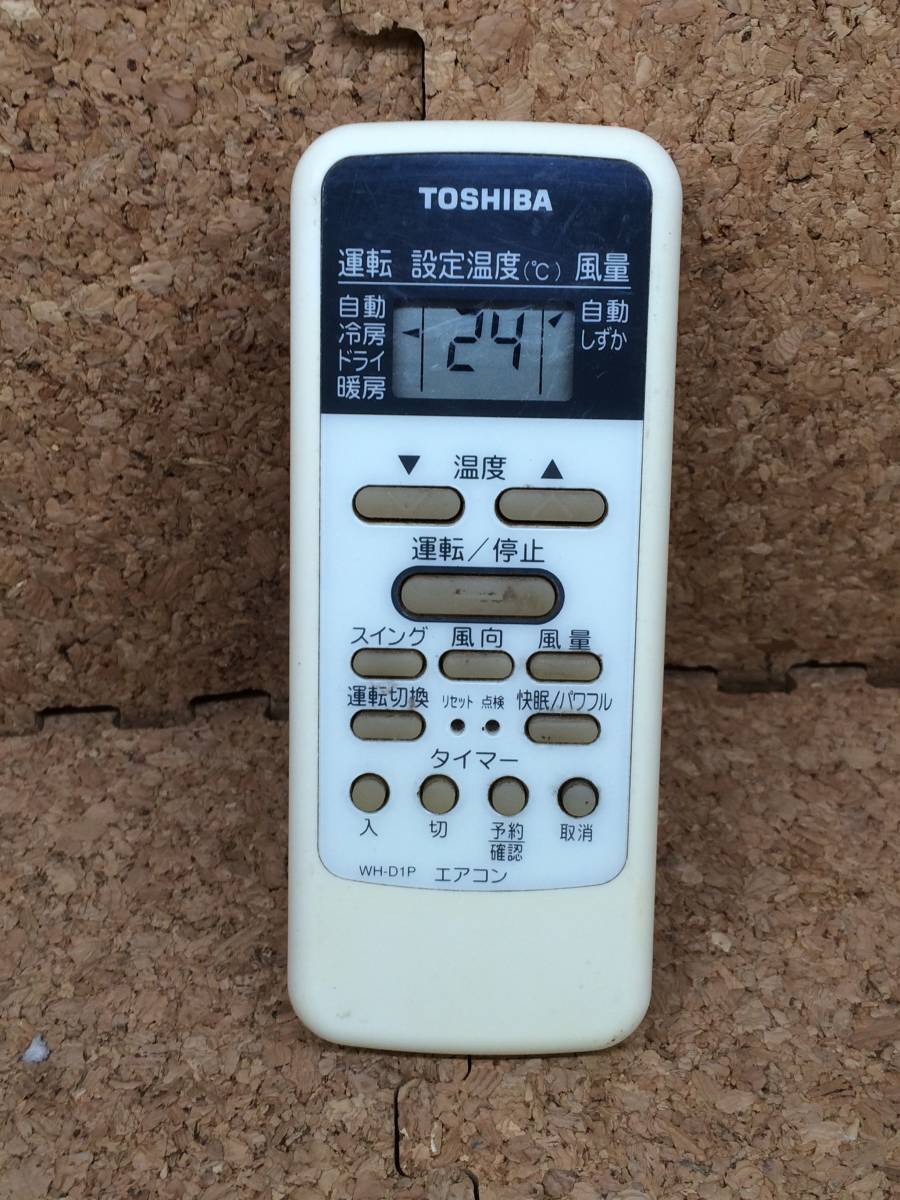 TOSHIBA
運転 設定温度(℃) 風量
自動 自動
冷房 24 しずか
ドライ
暖房
▼ 温度 ▲
運転/停止
スイング 風向 風量
運転切換 リセット 点検 快眠/パワフル
タイマー
入 切 予約 取消
確認
WH-D1P エアコン